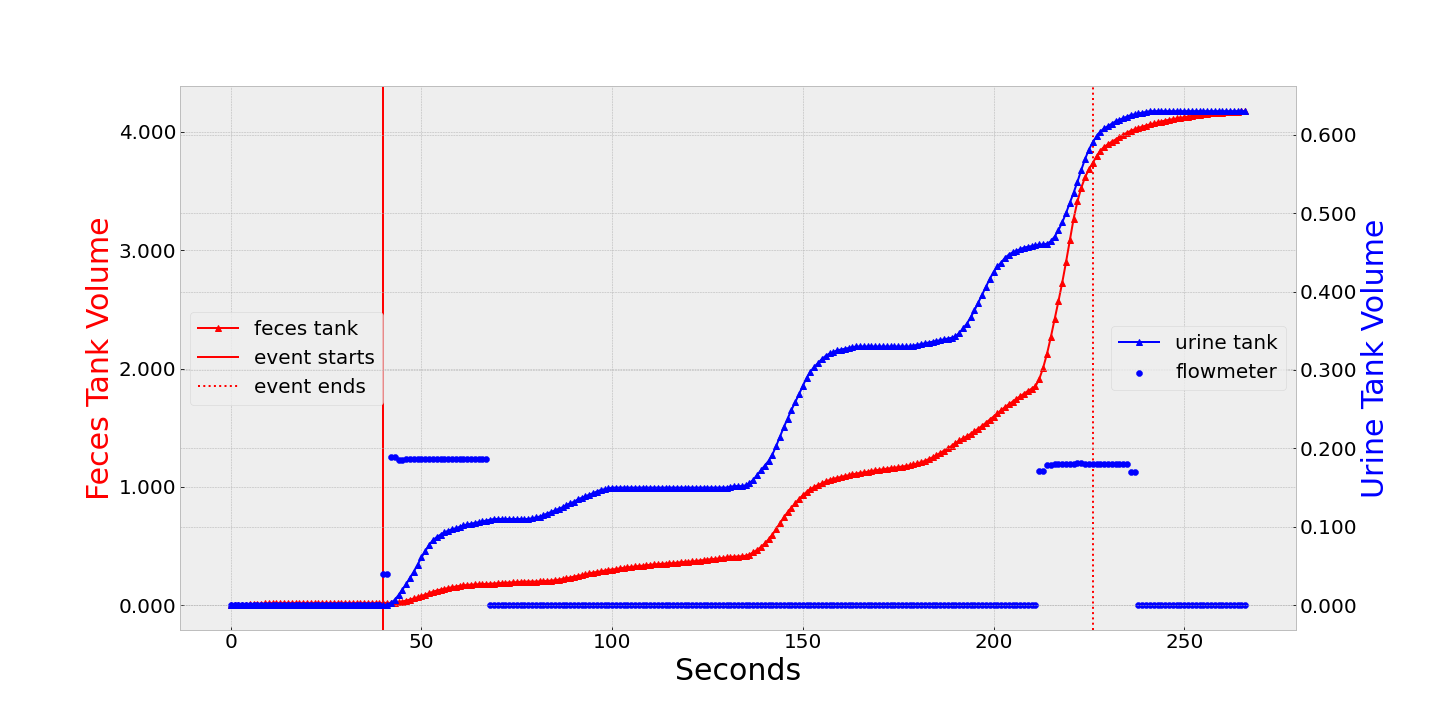 4.000
3.000
2.000
1.000
0.000
Feces Tank Volume
feces tank
event starts
event ends
0.600
0.500
0.400
0.300
0.200
0.100
0.000
Urine Tank Volume
urine tank
flowmeter
0 50 100 150 200 250
Seconds